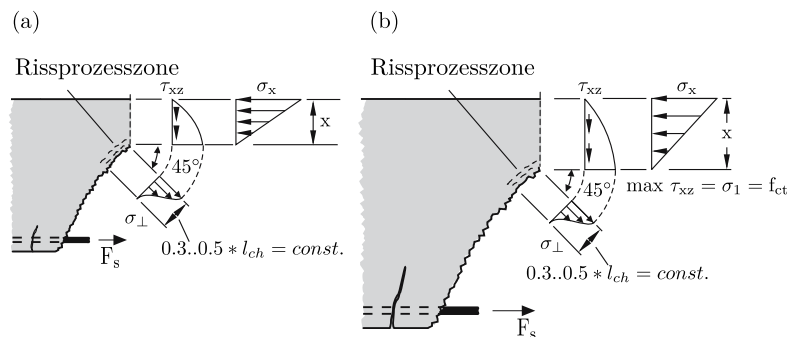 (a)
Rissprozesszone
τxz
σx
x
45°
σ⊥
0.3..0.5 * lch = const.
Fs
(b)
Rissprozesszone
τxz
σx
x
45°
max τxz = σ1 = fct
σ⊥
0.3..0.5 * lch = const.
Fs